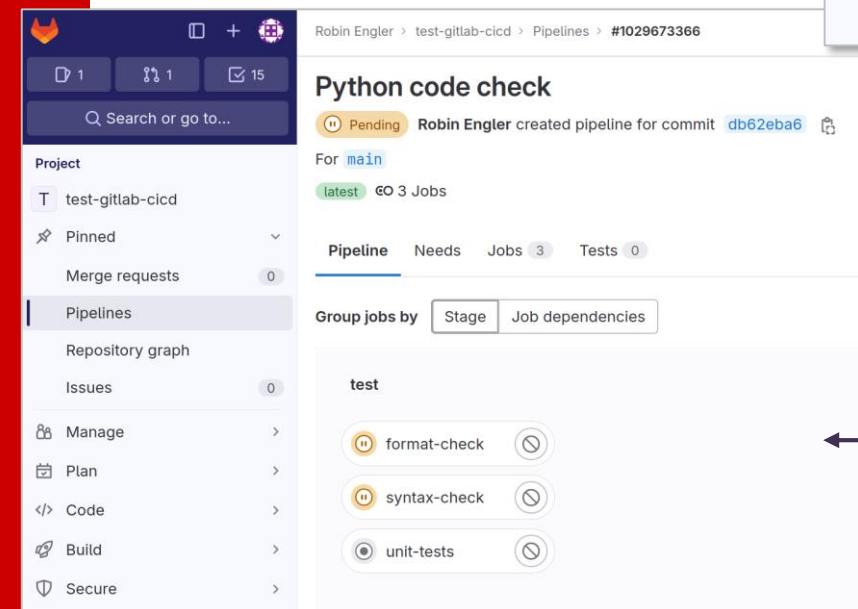 Robin Engler > test-gitlab-cicd > Pipelines > #1029673366
1 1 15
Search or go to...
Project
T test-gitlab-cicd
Pinned
Merge requests 0
Pipelines
Repository graph
Issues 0
Manage
Plan
Code
Build
Secure
Python code check
Pending Robin Engler created pipeline for commit db62eba6
For main
latest 3 Jobs
Pipeline Needs Jobs 3 Tests 0
Group jobs by Stage Job dependencies
test
format-check
syntax-check
unit-tests